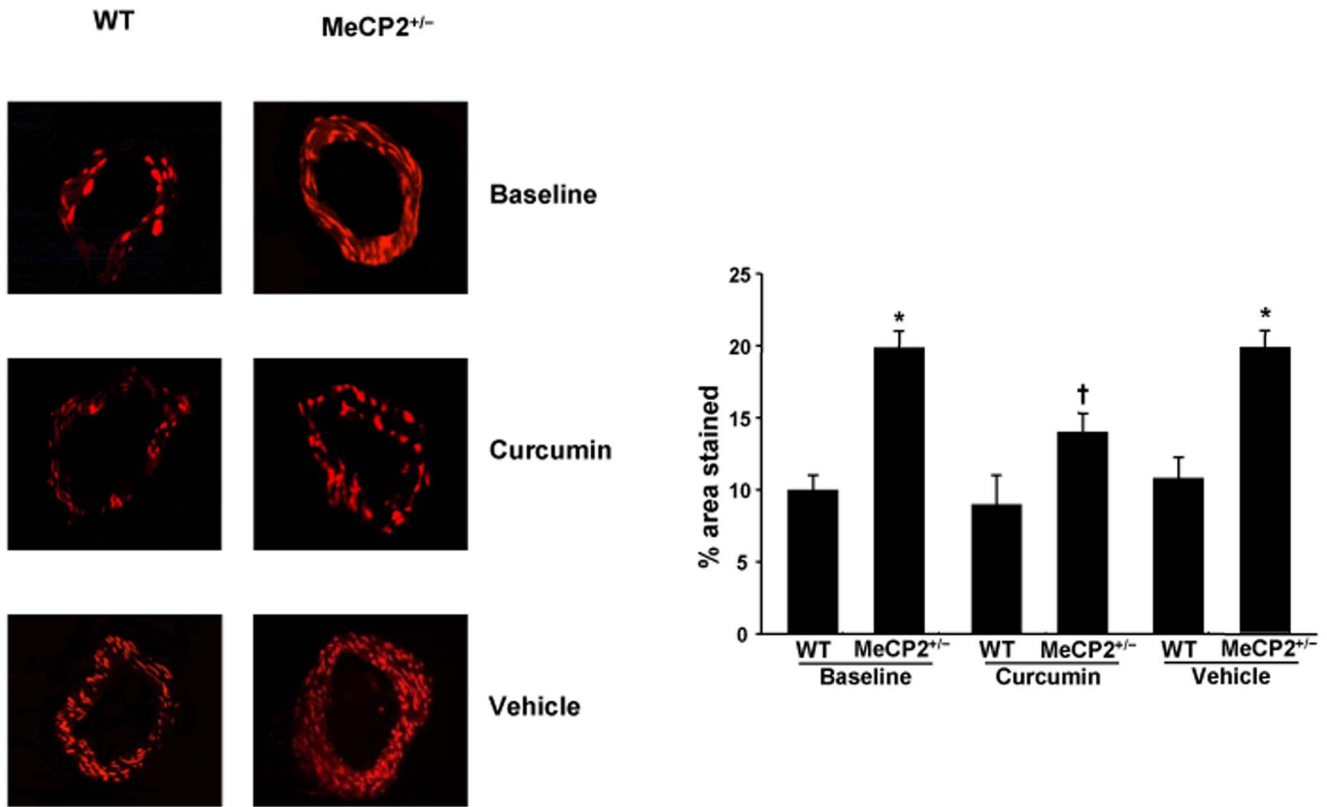 WT MeCP2⁺/⁻
Baseline
Curcumin
Vehicle
% area stained
25
20
15
10
5
0
*
†
*
WT MeCP2⁺/⁻ WT MeCP2⁺/⁻ WT MeCP2⁺/⁻
Baseline Curcumin Vehicle